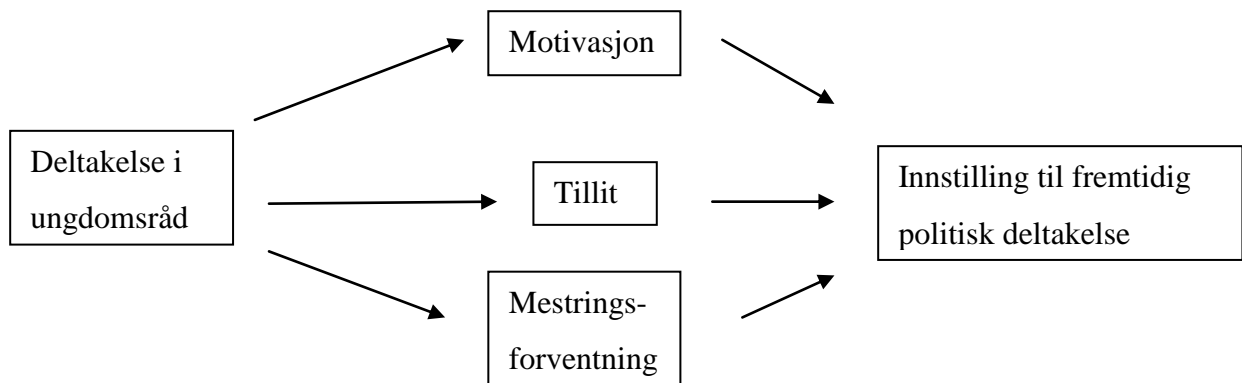 Motivasjon
Deltakelse i
ungdomsråd
Tillit
Innstilling til fremtidig
politisk deltakelse
Mestrings-
forventning